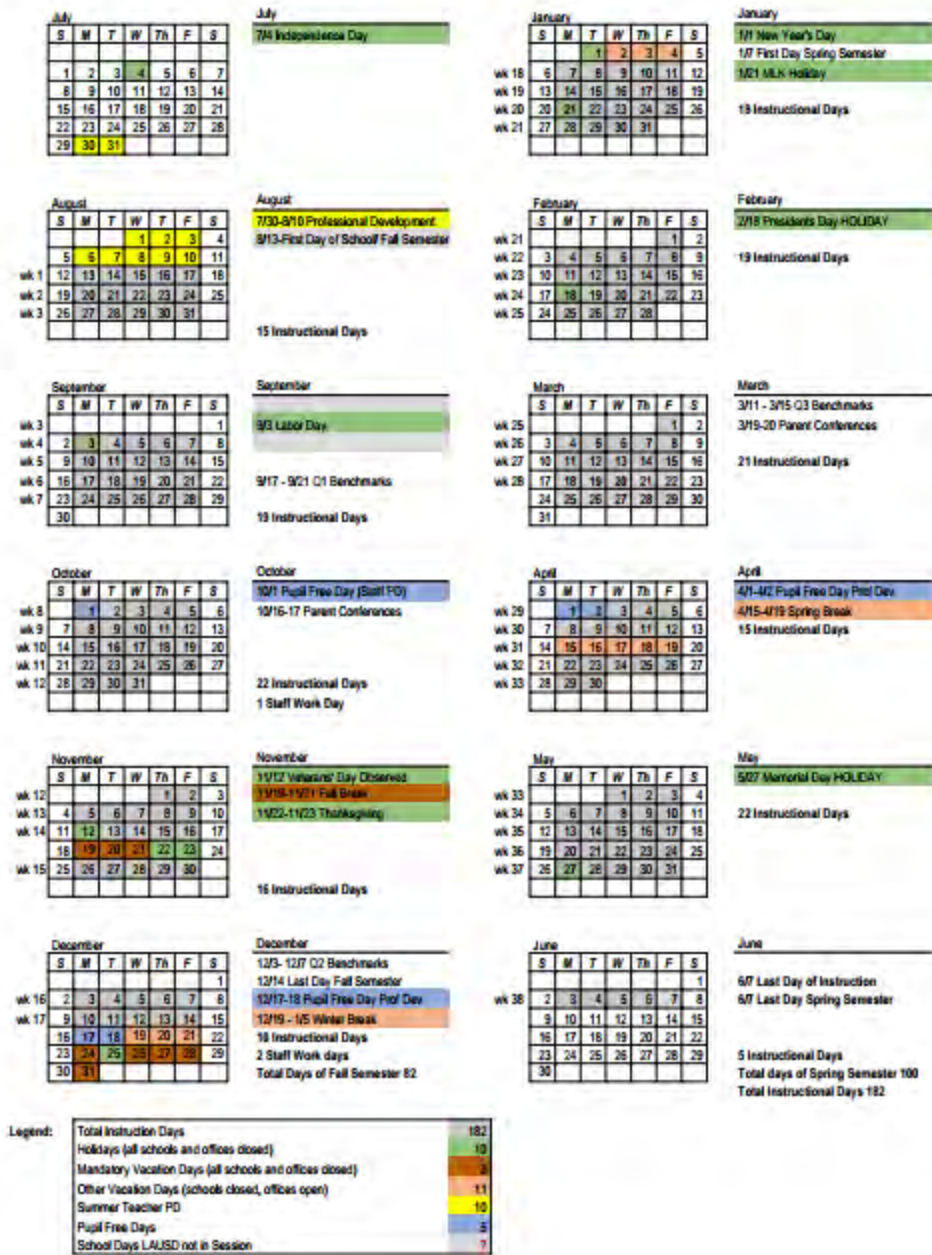 July
S M T W Th F S
1 2 3 4 5 6 7
8 9 10 11 12 13 14
15 16 17 18 19 20 21
22 23 24 25 26 27 28
29 30 31
July
7/4 Independence Day
January
S M T W Th F S
1 2 3 4 5
wk 18 6 7 8 9 10 11 12
wk 19 13 14 15 16 17 18 19
wk 20 20 21 22 23 24 25 26
wk 21 27 28 29 30 31
January
1/1 New Year's Day
1/7 First Day Spring Semester
1/21 MLK Holiday
18 Instructional Days
August
S M T W T F S
1 2 3 4
5 6 7 8 9 10 11
wk 1 12 13 14 15 16 17 18
wk 2 19 20 21 22 23 24 25
wk 3 26 27 28 29 30 31
August
7/30-8/10 Professional Development
8/13-First Day of School/ Fall Semester
15 Instructional Days
February
S M T W Th F S
wk 21 1 2
wk 22 3 4 5 6 7 8 9
wk 23 10 11 12 13 14 15 16
wk 24 17 18 19 20 21 22 23
wk 25 24 25 26 27 28
February
2/18 Presidents Day HOLIDAY
19 Instructional Days
September
S M T W Th F S
wk 3 1
wk 4 2 3 4 5 6 7 8
wk 5 9 10 11 12 13 14 15
wk 6 16 17 18 19 20 21 22
wk 7 23 24 25 26 27 28 29
30
September
9/3 Labor Day
9/17 - 9/21 Q1 Benchmarks
19 Instructional Days
March
S M T W Th F S
wk 25 1 2
wk 26 3 4 5 6 7 8 9
wk 27 10 11 12 13 14 15 16
wk 28 17 18 19 20 21 22 23
24 25 26 27 28 29 30
31
March
3/11 - 3/15 Q3 Benchmarks
3/19-20 Parent Conferences
21 Instructional Days
October
S M T W Th F S
wk 8 1 2 3 4 5 6
wk 9 7 8 9 10 11 12 13
wk 10 14 15 16 17 18 19 20
wk 11 21 22 23 24 25 26 27
wk 12 28 29 30 31
October
10/1 Pupil Free Day (Staff PD)
10/16-17 Parent Conferences
22 Instructional Days
1 Staff Work Day
April
S M T W Th F S
wk 29 1 2 3 4 5 6
wk 30 7 8 9 10 11 12 13
wk 31 14 15 16 17 18 19 20
wk 32 21 22 23 24 25 26 27
wk 33 28 29 30
April
4/1-4/2 Pupil Free Day Prof Dev
4/15-4/19 Spring Break
15 Instructional Days
November
S M T W Th F S
wk 12 1 2 3
wk 13 4 5 6 7 8 9 10
wk 14 11 12 13 14 15 16 17
18 19 20 21 22 23 24
wk 15 25 26 27 28 29 30
November
11/12 Veterans' Day Observed
11/19-11/21 Fall Break
11/22-11/23 Thanksgiving
16 Instructional Days
May
S M T W Th F S
wk 33 1 2 3 4
wk 34 5 6 7 8 9 10 11
wk 35 12 13 14 15 16 17 18
wk 36 19 20 21 22 23 24 25
wk 37 26 27 28 29 30 31
May
5/27 Memorial Day HOLIDAY
22 Instructional Days
December
S M T W Th F S
1
wk 16 2 3 4 5 6 7 8
wk 17 9 10 11 12 13 14 15
16 17 18 19 20 21 22
23 24 25 26 27 28 29
30 31
December
12/3- 12/7 Q2 Benchmarks
12/14 Last Day Fall Semester
12/17-18 Pupil Free Day Prof Dev
12/19 - 1/5 Winter Break
10 Instructional Days
2 Staff Work days
Total Days of Fall Semester 82
June
S M T W Th F S
1
wk 38 2 3 4 5 6 7 8
9 10 11 12 13 14 15
16 17 18 19 20 21 22
23 24 25 26 27 28 29
30
June
6/7 Last Day of Instruction
6/7 Last Day Spring Semester
5 Instructional Days
Total days of Spring Semester 100
Total Instructional Days 182
Legend:
Total Instruction Days 182
Holidays (all schools and offices closed) 10
Mandatory Vacation Days (all schools and offices closed)
Other Vacation Days (schools closed, offices open) 11
Summer Teacher PD 10
Pupil Free Days 5
School Days LAUSD not in Session ?